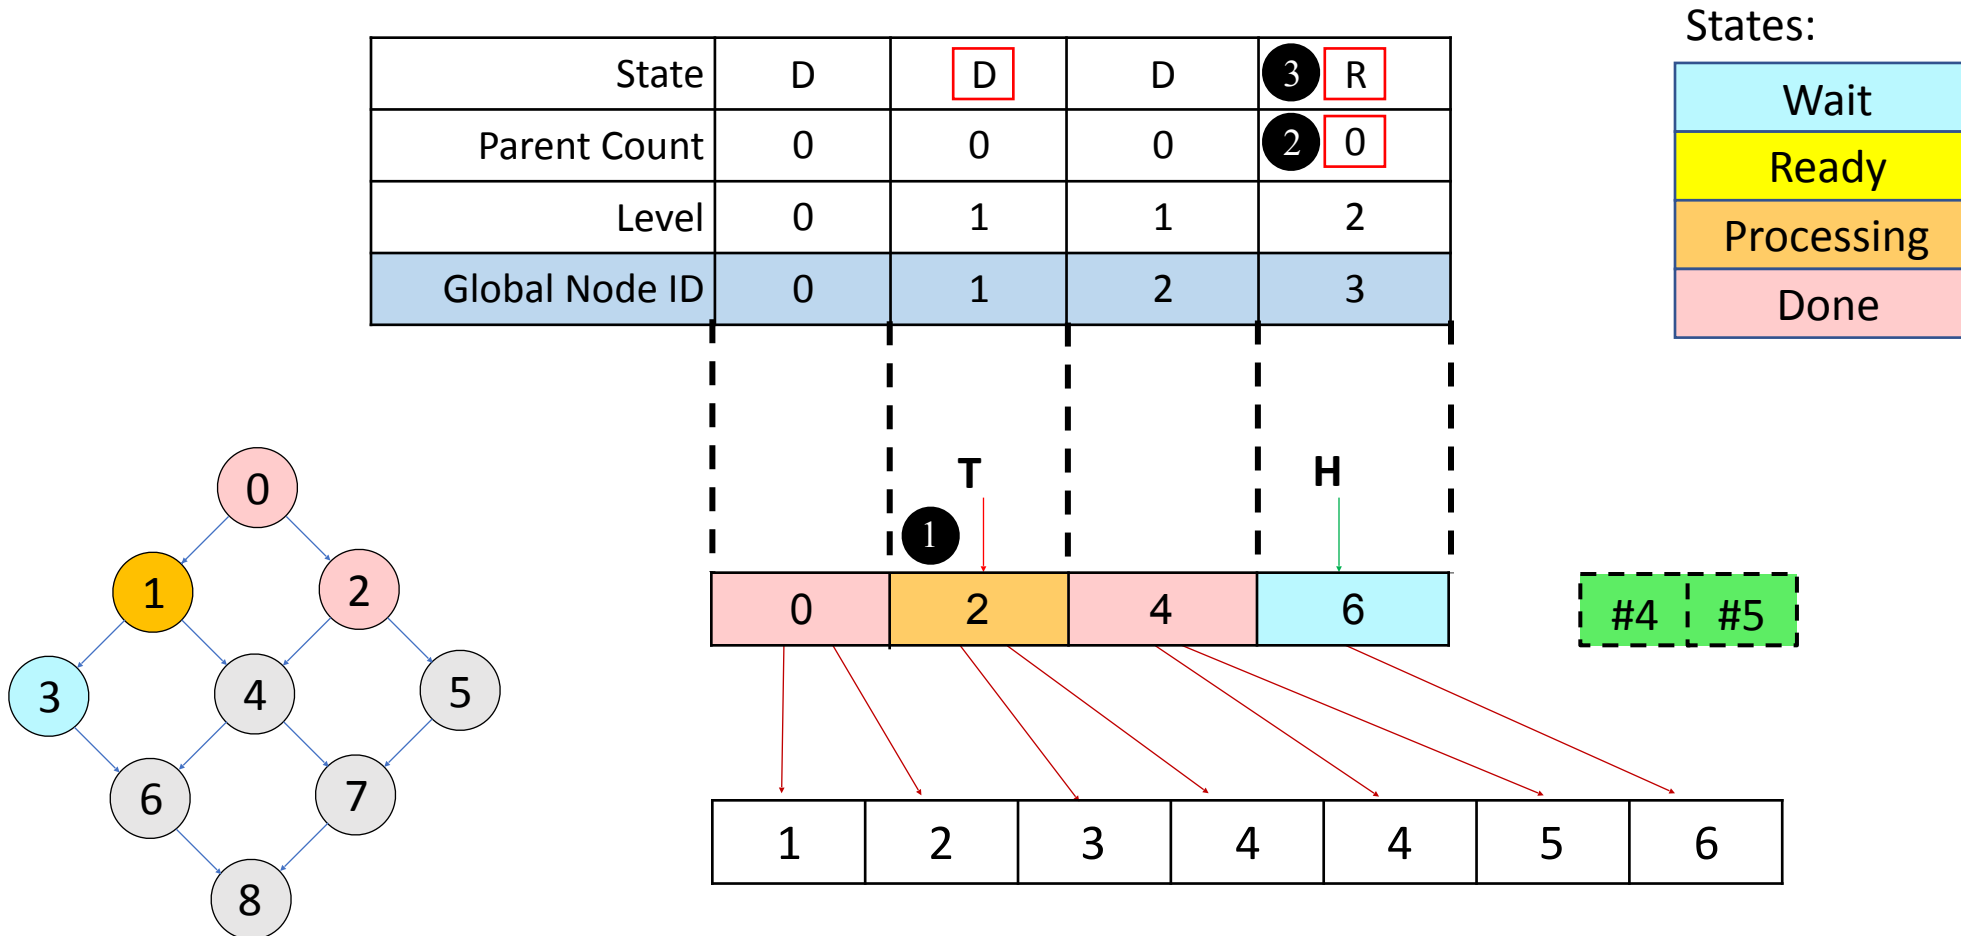 States:
State D D D 3 R
Parent Count 0 0 0 2 0
Level 0 1 1 2
Global Node ID 0 1 2 3
Wait
Ready
Processing
Done
T H
1
0 2 4 6
#4 #5
1 2 3 4 4 5 6
0
1 2
3 4 5
6 7
8